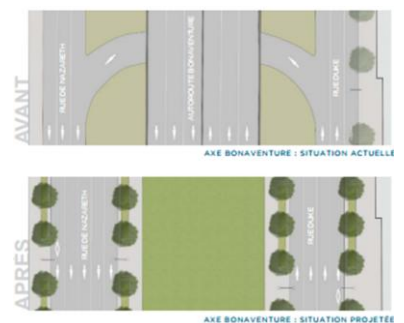 AVANT
RUE DE NAZARETH
AUTOROUTE BONAVENTURE
RUE DUKE
AXE BONAVENTURE : SITUATION ACTUELLE
APRÈS
RUE DE NAZARETH
RUE DUKE
AXE BONAVENTURE : SITUATION PROJETÉE